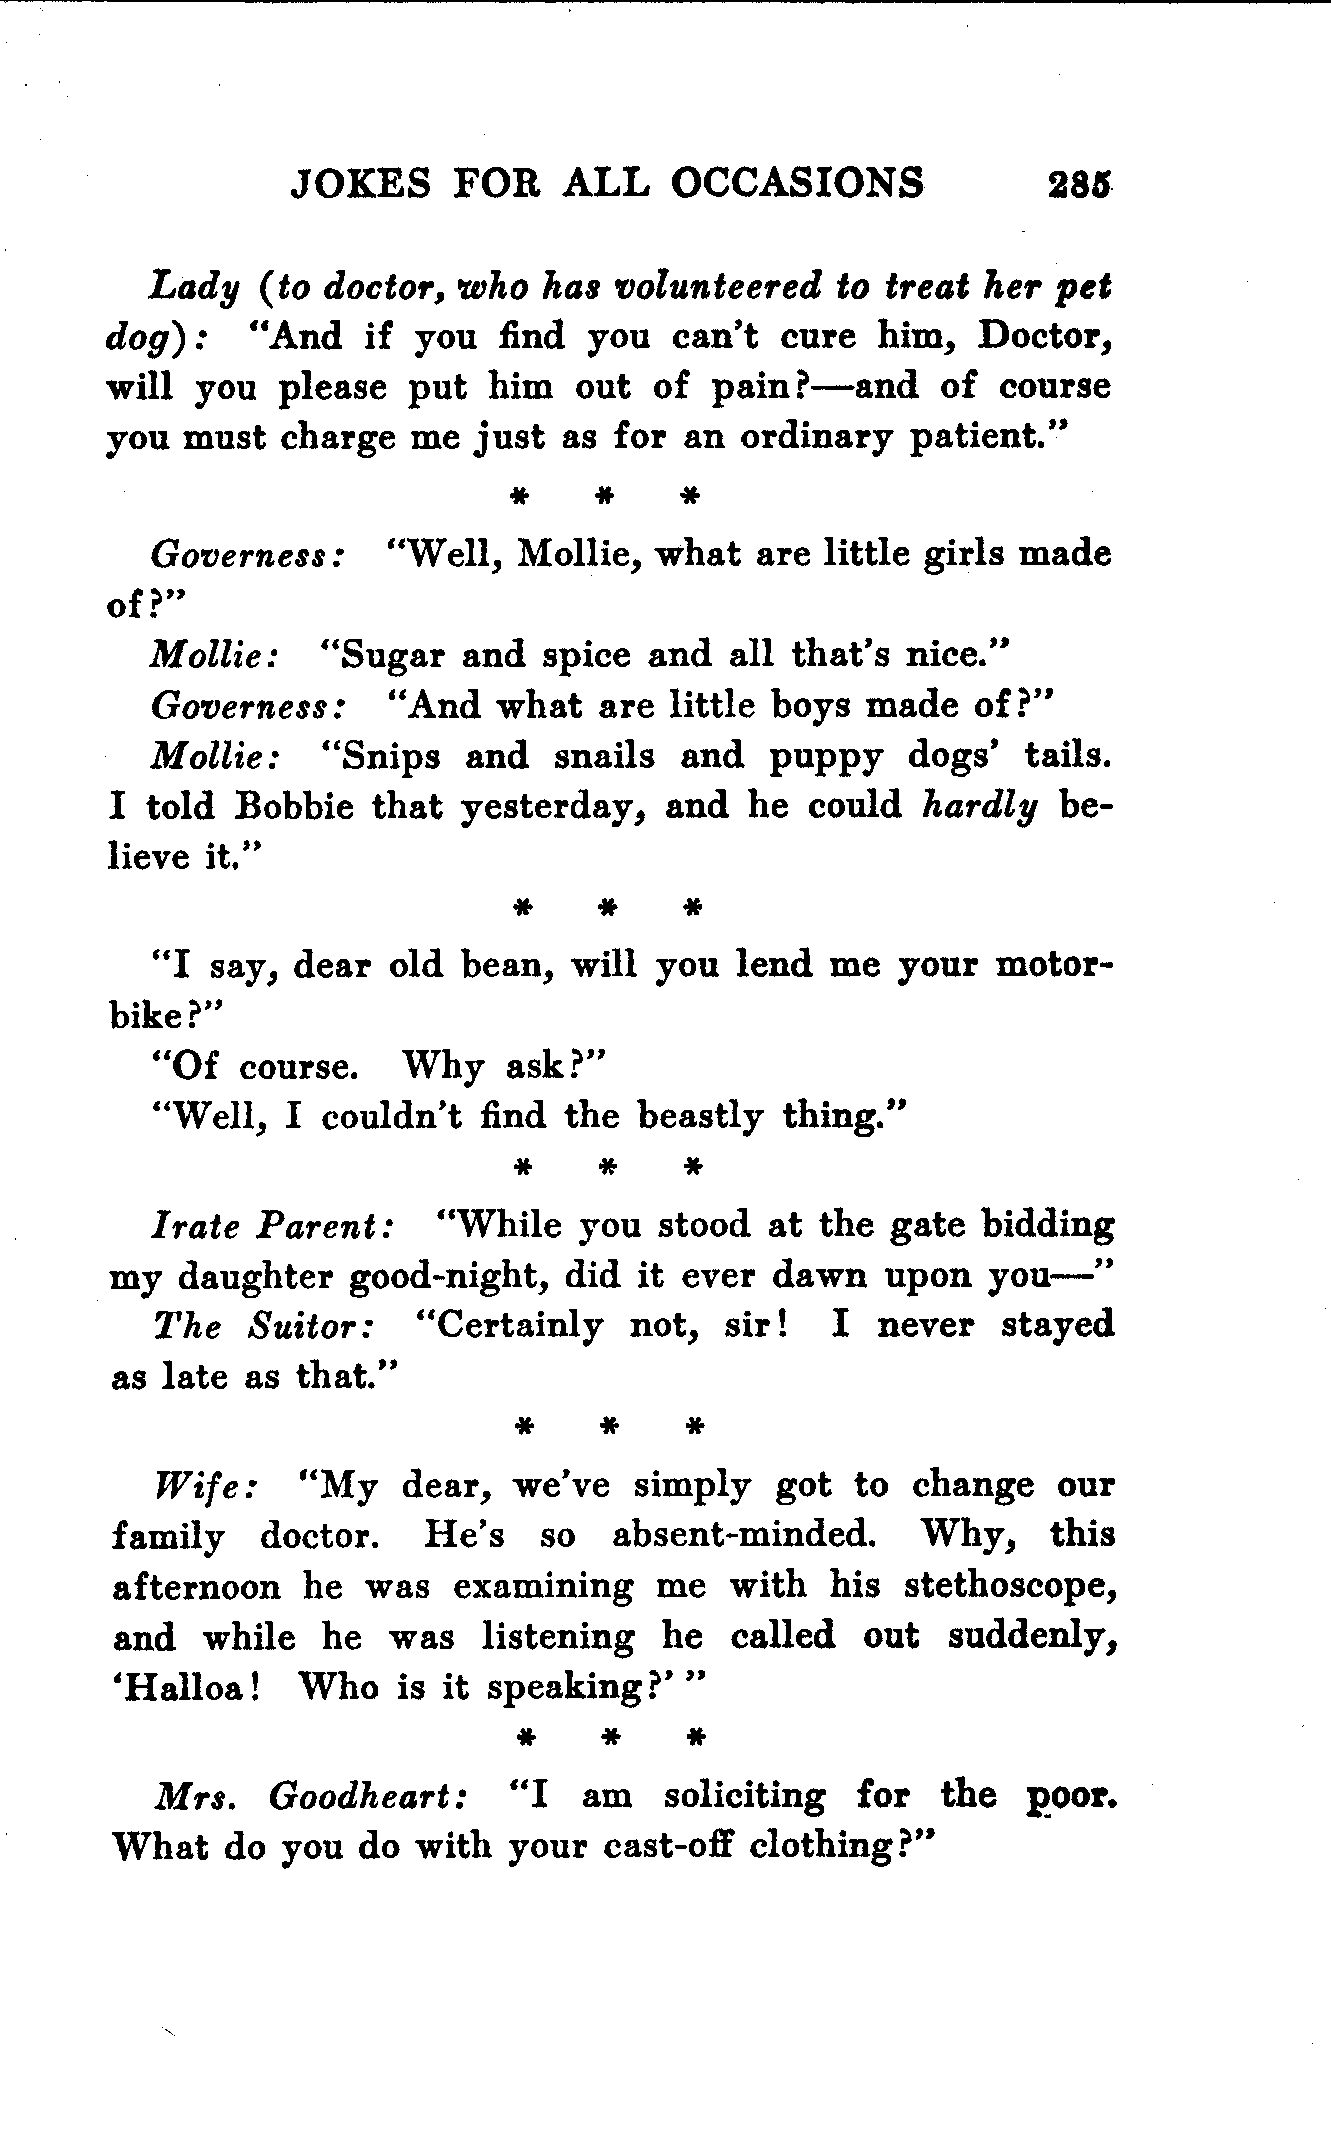 JOKES FOR ALL OCCASIONS 285
Lady (to doctor, who has volunteered to treat her pet
dog): "And if you find you can't cure him, Doctor,
will you please put him out of pain?—and of course
you must charge me just as for an ordinary patient."
* * *
Governess: "Well, Mollie, what are little girls made
of?"
Mollie: "Sugar and spice and all that's nice."
Governess: "And what are little boys made of?"
Mollie: "Snips and snails and puppy dogs' tails.
I told Bobbie that yesterday, and he could hardly be-
lieve it."
* * *
"I say, dear old bean, will you lend me your motor-
bike?"
"Of course. Why ask?"
"Well, I couldn't find the beastly thing."
* * *
Irate Parent: "While you stood at the gate bidding
my daughter good-night, did it ever dawn upon you—"
The Suitor: "Certainly not, sir! I never stayed
as late as that."
* * *
Wife: "My dear, we've simply got to change our
family doctor. He's so absent-minded. Why, this
afternoon he was examining me with his stethoscope,
and while he was listening he called out suddenly,
'Halloa! Who is it speaking?' "
* * *
Mrs. Goodheart: "I am soliciting for the poor.
What do you do with your cast-off clothing?"